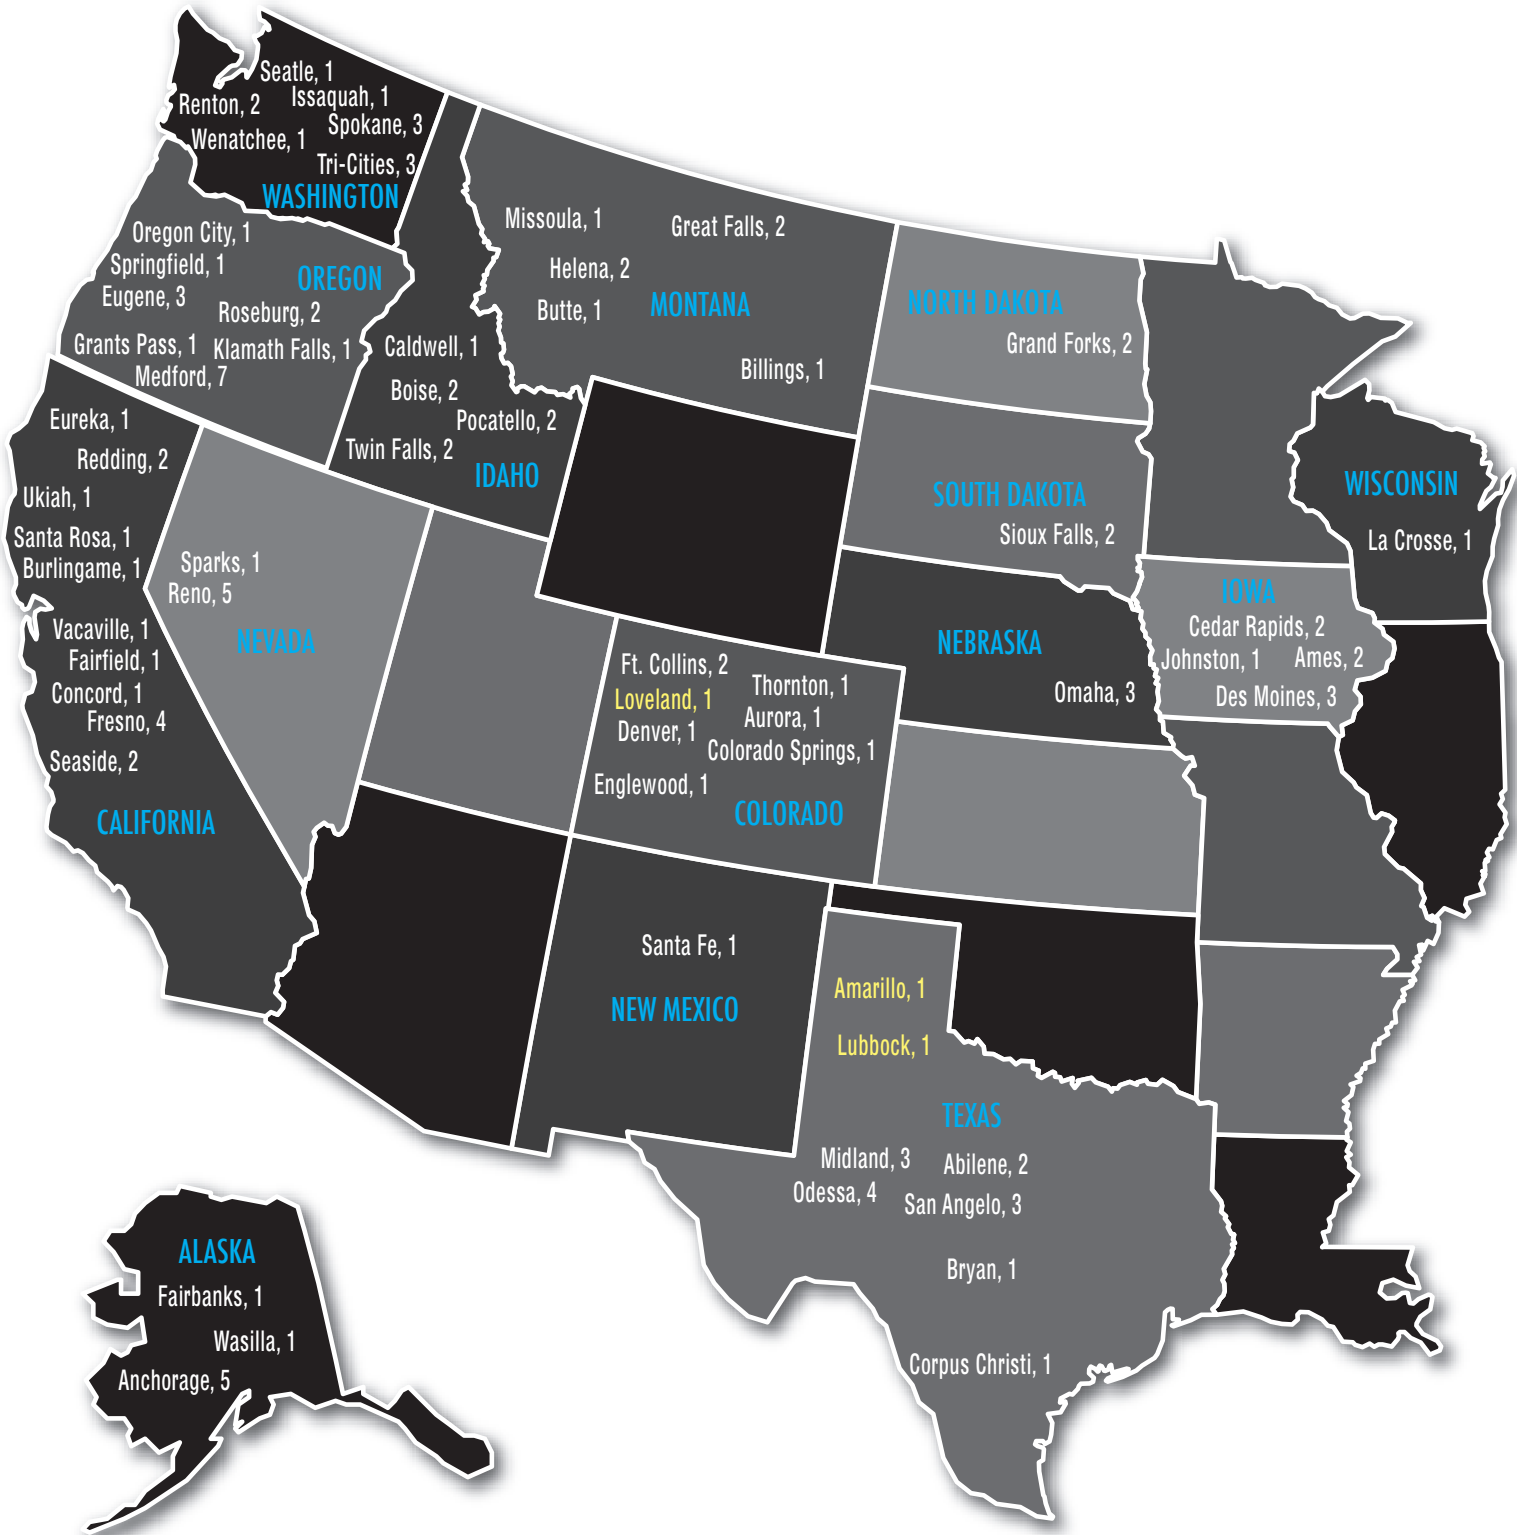 Seatle, 1
Issaquah, 1
Renton, 2
Spokane, 3
Wenatchee, 1
Tri-Cities, 3
WASHINGTON
Oregon City, 1
Springfield, 1
OREGON
Eugene, 3
Roseburg, 2
Grants Pass, 1
Klamath Falls, 1
Medford, 7
Caldwell, 1
Boise, 2
Pocatello, 2
Twin Falls, 2
IDAHO
Missoula, 1
Great Falls, 2
Helena, 2
Butte, 1
MONTANA
Billings, 1
NORTH DAKOTA
Grand Forks, 2
SOUTH DAKOTA
Sioux Falls, 2
WISCONSIN
La Crosse, 1
Eureka, 1
Redding, 2
Ukiah, 1
Santa Rosa, 1
Burlingame, 1
Vacaville, 1
Fairfield, 1
Concord, 1
Fresno, 4
Seaside, 2
CALIFORNIA
Sparks, 1
Reno, 5
NEVADA
NEBRASKA
Omaha, 3
IOWA
Cedar Rapids, 2
Johnston, 1
Ames, 2
Des Moines, 3
Ft. Collins, 2
Thornton, 1
Loveland, 1
Aurora, 1
Denver, 1
Colorado Springs, 1
Englewood, 1
COLORADO
Santa Fe, 1
NEW MEXICO
Amarillo, 1
Lubbock, 1
TEXAS
Midland, 3
Abilene, 2
Odessa, 4
San Angelo, 3
Bryan, 1
Corpus Christi, 1
ALASKA
Fairbanks, 1
Wasilla, 1
Anchorage, 5